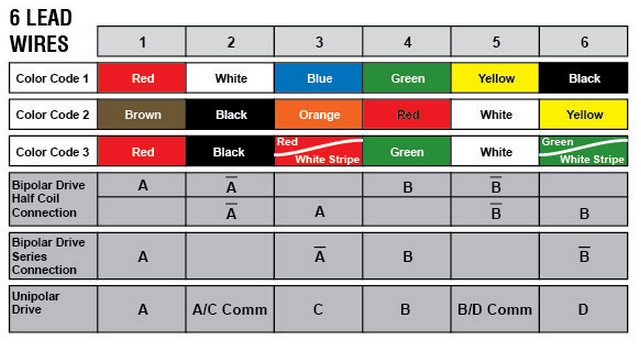 6 LEAD
WIRES 1 2 3 4 5 6
Color Code 1 Red White Blue Green Yellow Black
Color Code 2 Brown Black Orange Red White Yellow
Color Code 3 Red Black Red White Stripe Green White Green White Stripe
Bipolar Drive A A̅ B B̅
Half Coil
Connection A̅ A B̅ B
Bipolar Drive
Series A A̅ B B̅
Connection
Unipolar
Drive A A/C Comm C B B/D Comm D